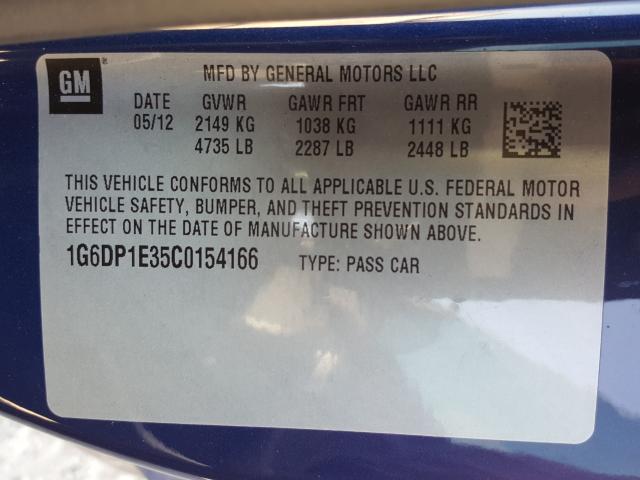 GM
MFD BY GENERAL MOTORS LLC
DATE GVWR GAWR FRT GAWR RR
05/12 2149 KG 1038 KG 1111 KG
4735 LB 2287 LB 2448 LB
THIS VEHICLE CONFORMS TO ALL APPLICABLE U.S. FEDERAL MOTOR
VEHICLE SAFETY, BUMPER, AND THEFT PREVENTION STANDARDS IN
EFFECT ON THE DATE OF MANUFACTURE SHOWN ABOVE.
1G6DP1E35C0154166 TYPE: PASS CAR